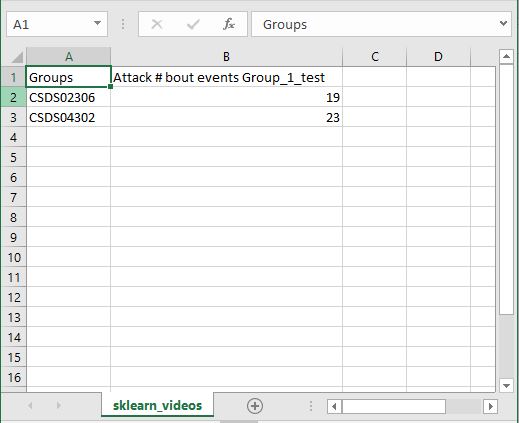 A1
fx
Groups
A
B
C
D
1
Groups
Attack # bout events Group_1_test
2
CSDS02306
19
3
CSDS04302
23
4
5
6
7
8
9
10
11
12
13
14
15
16
sklearn_videos